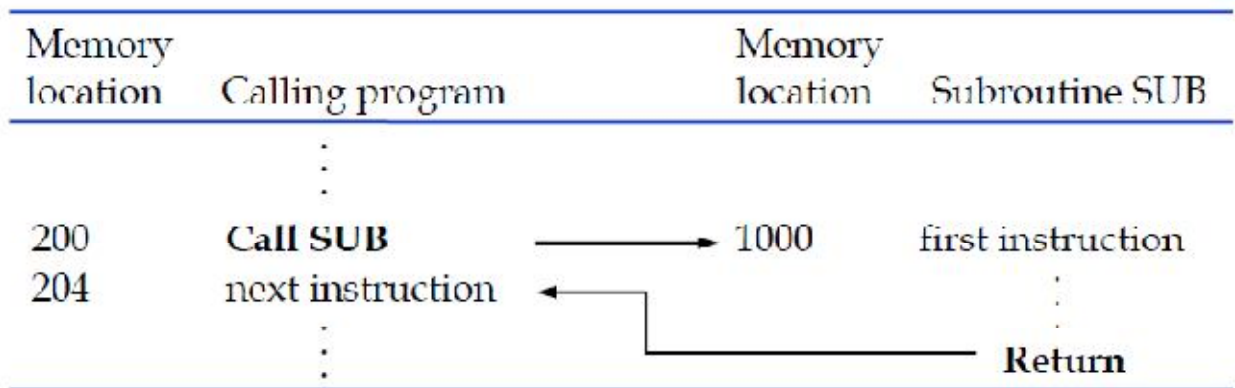 Memory Memory
location Calling program location Subroutine SUB
200 Call SUB 1000 first instruction
204 next instruction
Return